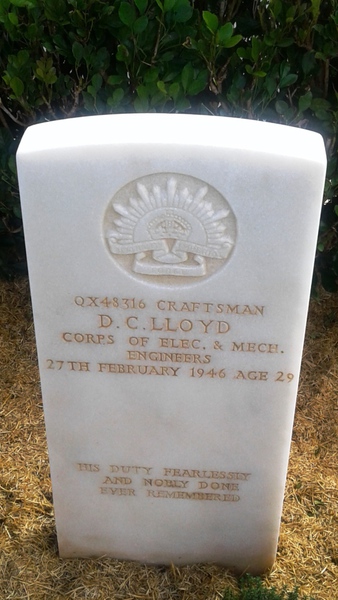 QX48316 CRAFTSMAN
D. C. LLOYD
CORPS OF ELEC. & MECH.
ENGINEERS
27TH FEBRUARY 1946 AGE 29
HIS DUTY FEARLESSLY
AND NOBLY DONE
EVER REMEMBERED